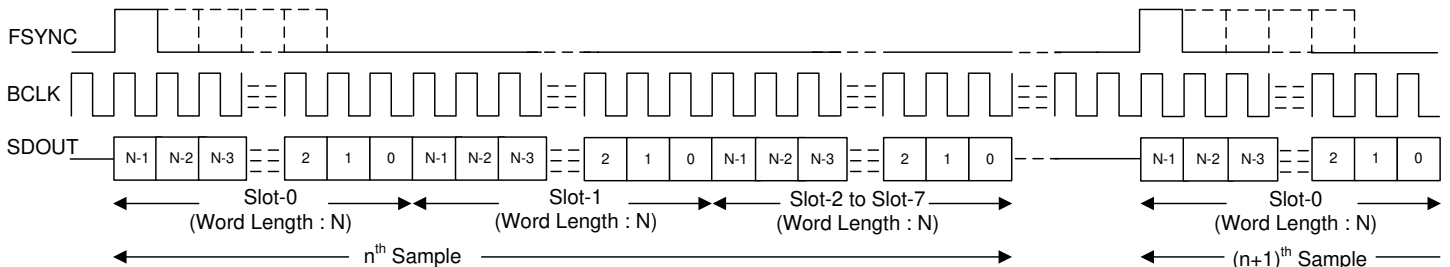 FSYNC
BCLK
SDOUT
N-1 N-2 N-3 2 1 0 N-1 N-2 N-3 2 1 0 N-1 N-2 N-3 2 1 0 N-1 N-2 N-3 2 1 0
Slot-0 Slot-1 Slot-2 to Slot-7 Slot-0
(Word Length : N) (Word Length : N) (Word Length : N) (Word Length : N)
nth Sample (n+1)th Sample